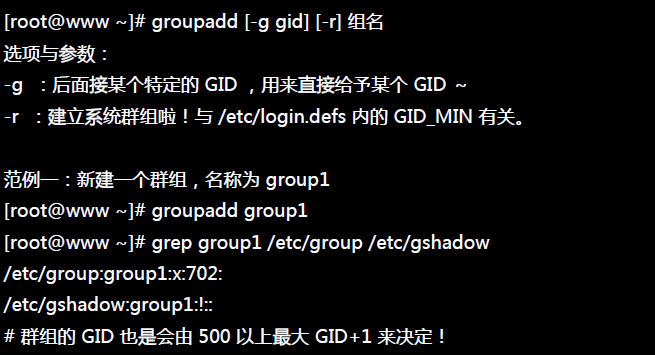 [root@www ~]# groupadd [-g gid] [-r] 组名
选项与参数：
-g ：后面接某个特定的 GID ，用来直接给予某个 GID ～
-r ：建立系统群组啦！与 /etc/login.defs 内的 GID_MIN 有关。
范例一：新建一个群组，名称为 group1
[root@www ~]# groupadd group1
[root@www ~]# grep group1 /etc/group /etc/gshadow
/etc/group:group1:x:702:
/etc/gshadow:group1:!::
# 群组的 GID 也是会由 500 以上最大 GID+1 来决定！